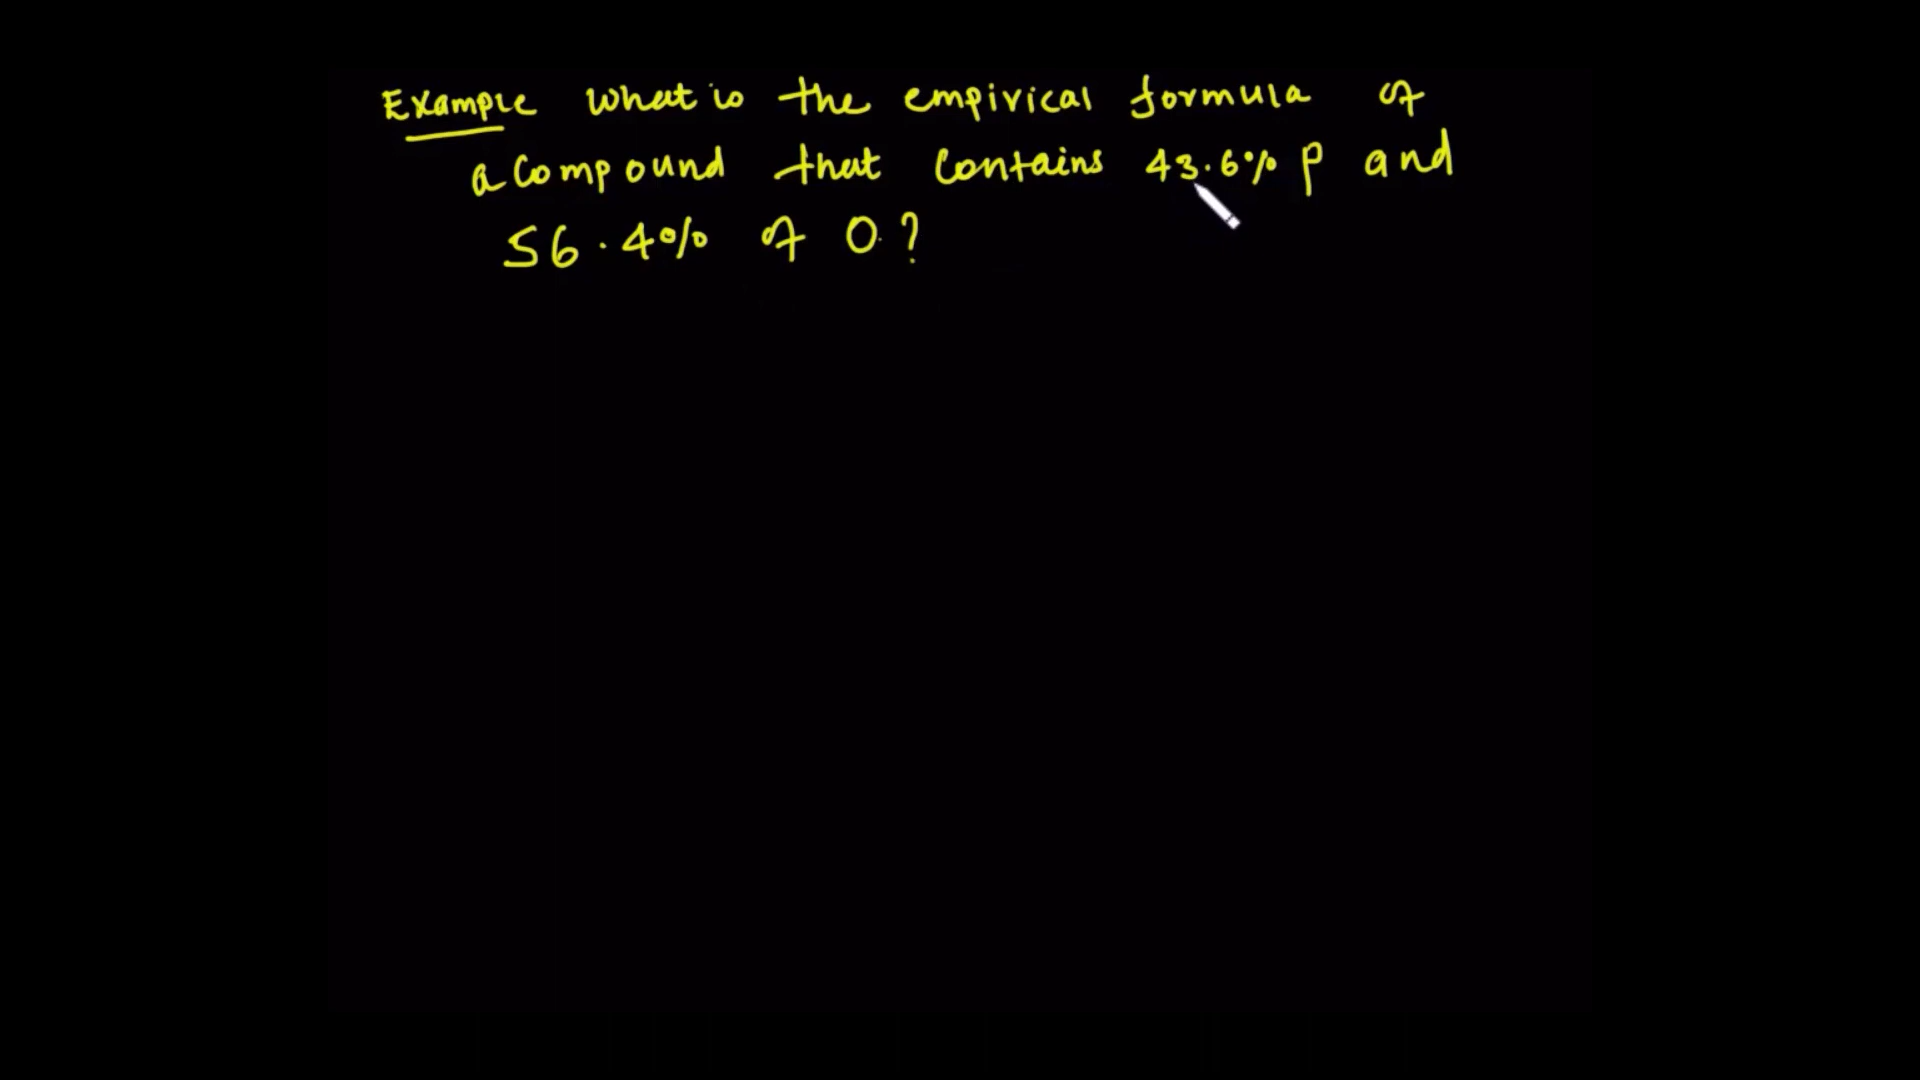 Example what is the empirical formula of
a compound that contains 43.6% P and
56.4% of O?